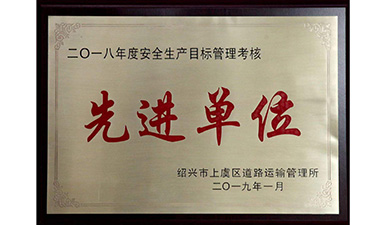 二〇一八年度安全生产目标管理考核
先进单位
绍兴市上虞区道路运输管理所
二〇一九年一月